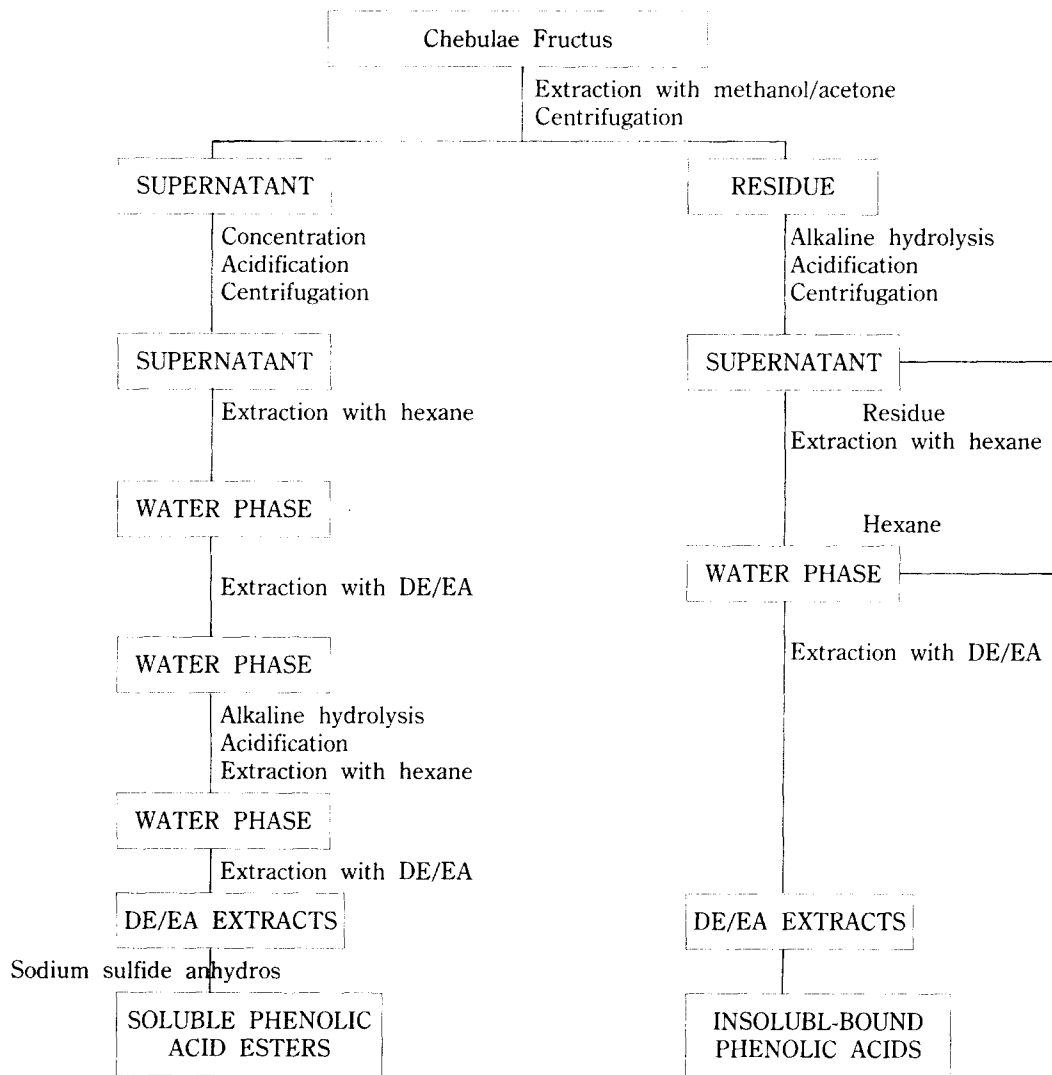 Chebulae Fructus
Extraction with methanol/acetone
Centrifugation
SUPERNATANT
Concentration
Acidification
Centrifugation
SUPERNATANT
Extraction with hexane
WATER PHASE
Extraction with DE/EA
WATER PHASE
Alkaline hydrolysis
Acidification
Extraction with hexane
WATER PHASE
Extraction with DE/EA
DE/EA EXTRACTS
Sodium sulfide anhydros
SOLUBLE PHENOLIC
ACID ESTERS
RESIDUE
Alkaline hydrolysis
Acidification
Centrifugation
SUPERNATANT
Residue
Extraction with hexane
Hexane
WATER PHASE
Extraction with DE/EA
DE/EA EXTRACTS
INSOLUBL-BOUND
PHENOLIC ACIDS